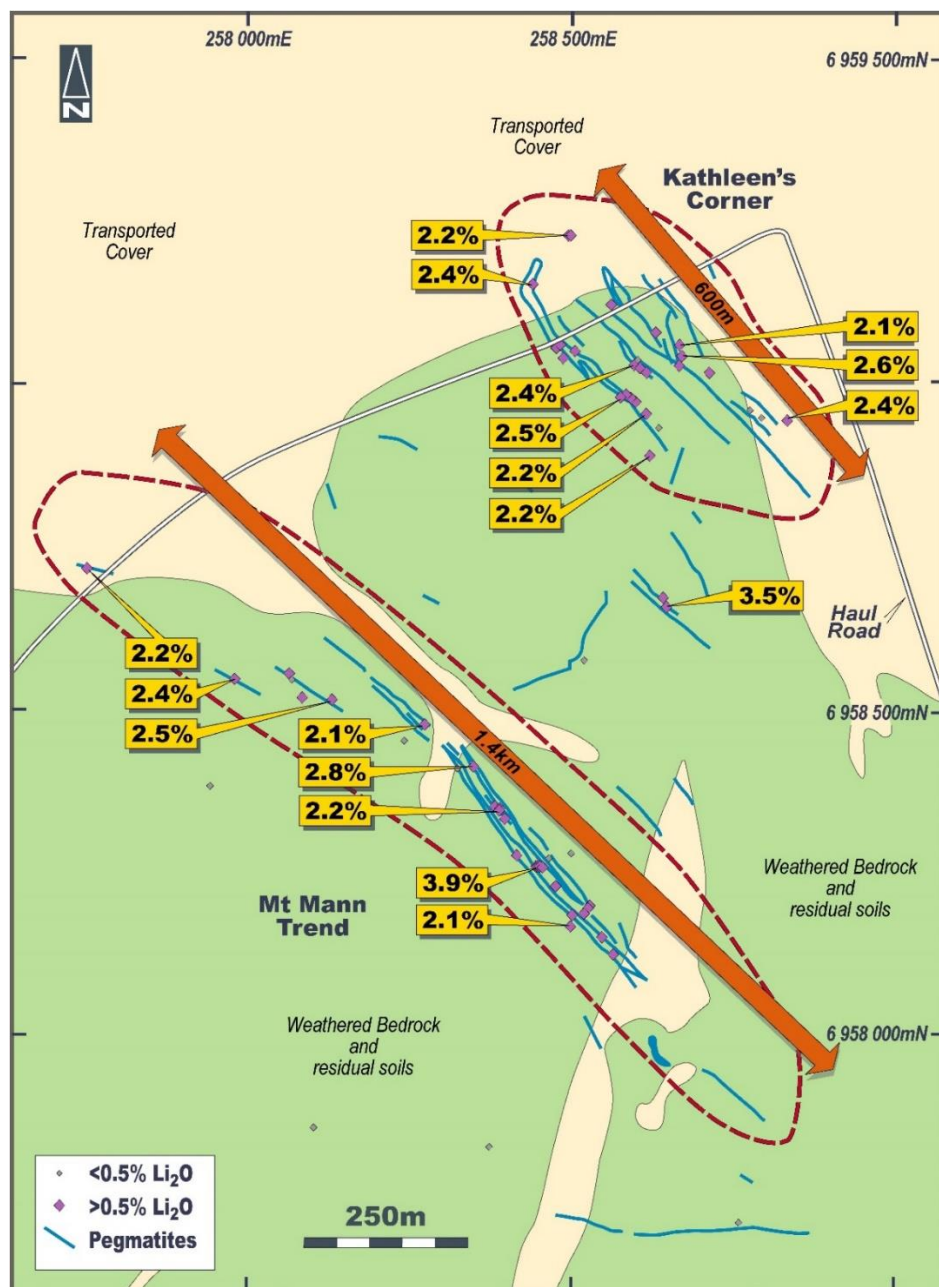 258 000mE
258 500mE
6 959 500mN
N
Transported
Cover
Kathleen's
Corner
Transported
Cover
2.2%
2.4%
600m
2.1%
2.6%
2.4%
2.4%
2.5%
2.2%
2.2%
3.5%
Haul
Road
2.2%
2.4%
2.5%
2.1%
2.8%
2.2%
1.4km
6 958 500mN
3.9%
2.1%
Mt Mann
Trend
Weathered Bedrock
and
residual soils
Weathered Bedrock
and
residual soils
6 958 000mN
<0.5% Li₂O
>0.5% Li₂O
Pegmatites
250m